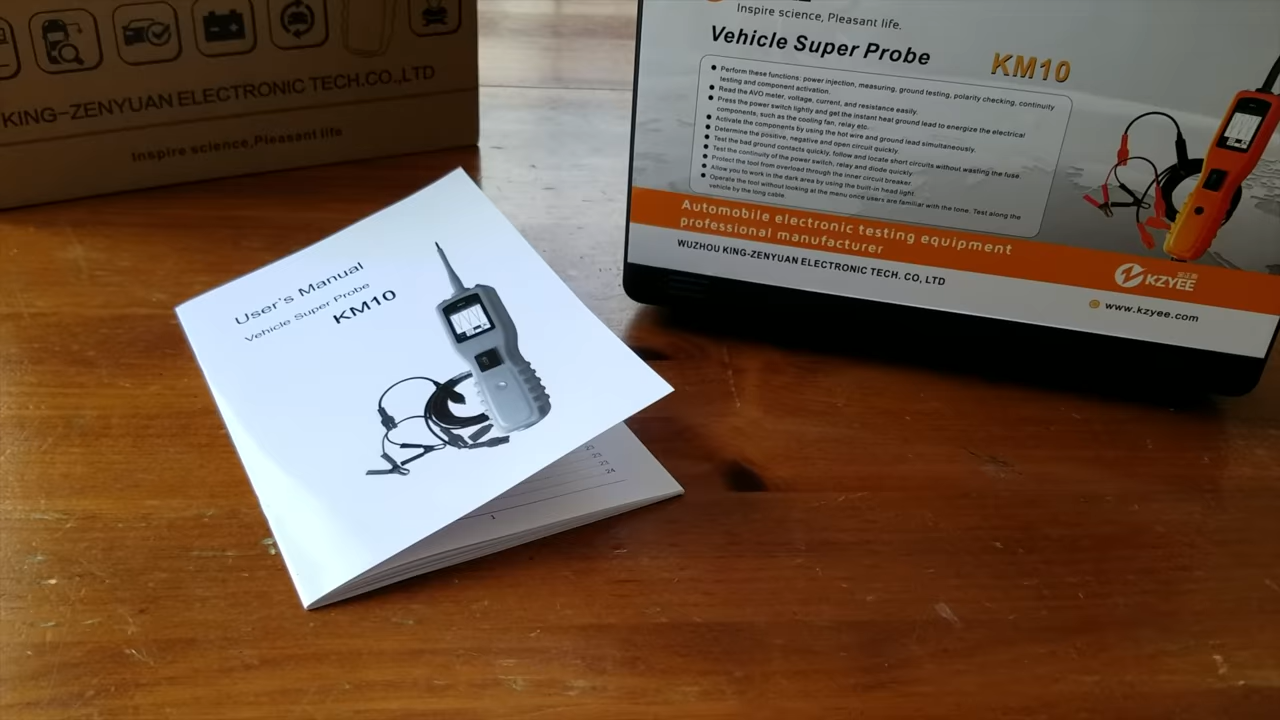 KING-ZENYUAN ELECTRONIC TECH.CO.,LTD
Inspire science,Pleasant life
User's Manual
Vehicle Super Probe
KM10
23
23
24
1
Inspire science, Pleasant life.
Vehicle Super Probe KM10
Perform these functions: power injection, measuring, ground testing, polarity checking, continuity
testing and component activation.
Read the AVO meter, voltage, current, and resistance easily.
Press the power switch lightly and get the instant heat ground lead to energize the electrical
components, such as the cooling fan, relay etc.
Activate the components by using the hot wire and ground lead simultaneously.
Determine the positive, negative and open circuit quickly.
Test the bad ground contacts quickly, follow and locate short circuits without wasting the fuse.
Test the continuity of the power switch, relay and diode quickly.
Protect the tool from overload through the inner circuit breaker.
Allow you to work in the dark area by using the built-in head light.
Operate the tool without looking at the menu once users are familiar with the tone. Test along the
vehicle by the long cable.
Automobile electronic testing equipment
professional manufacturer
WUZHOU KING-ZENYUAN ELECTRONIC TECH. CO, LTD
KZYEE
www.kzyee.com